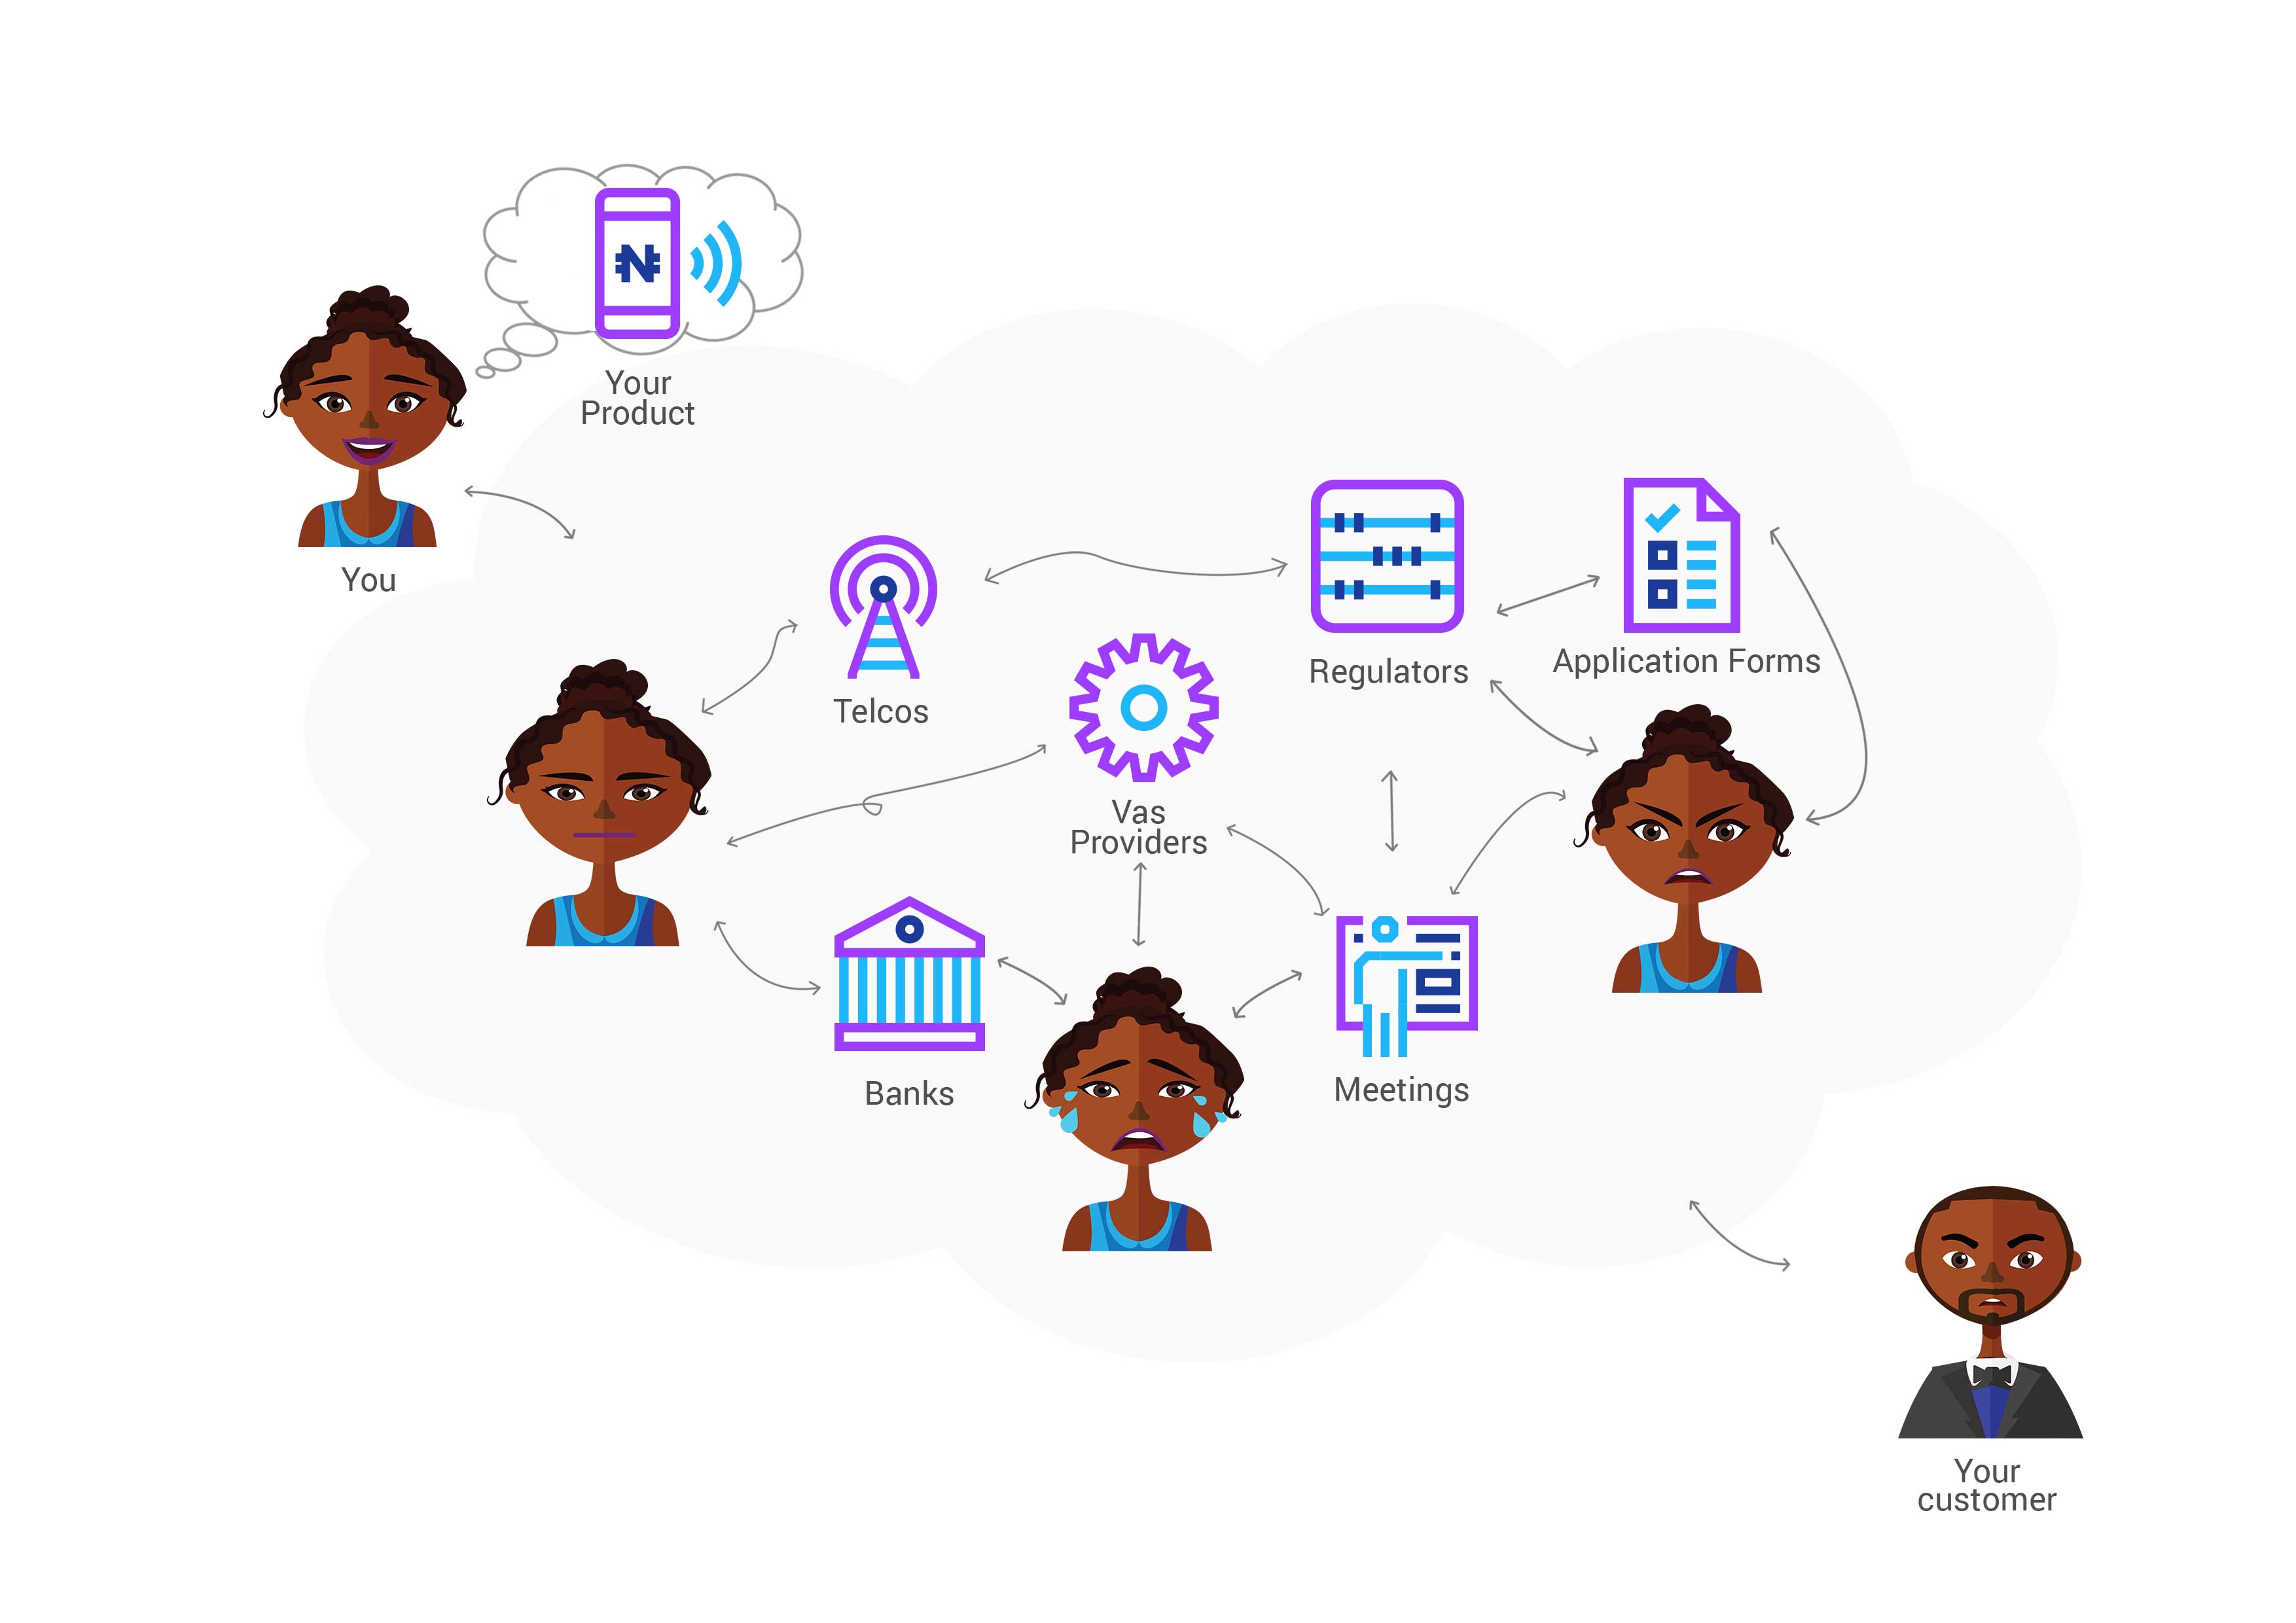 ₦
Your
Product
You
Telcos
Regulators
Application Forms
Vas
Providers
Banks
Meetings
Your
customer